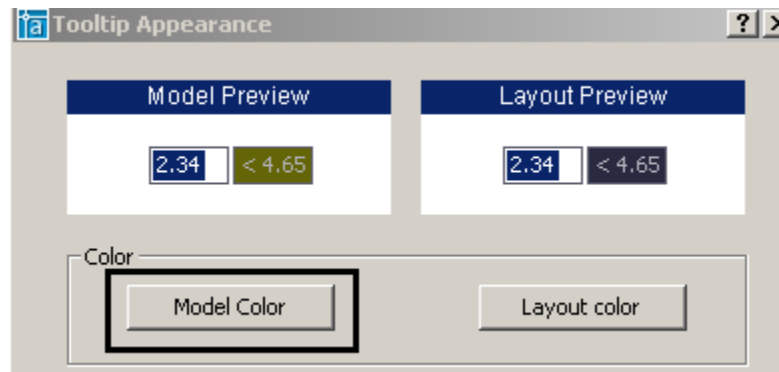 Tooltip Appearance
Model Preview
Layout Preview
2.34 < 4.65
2.34 < 4.65
Color
Model Color
Layout color